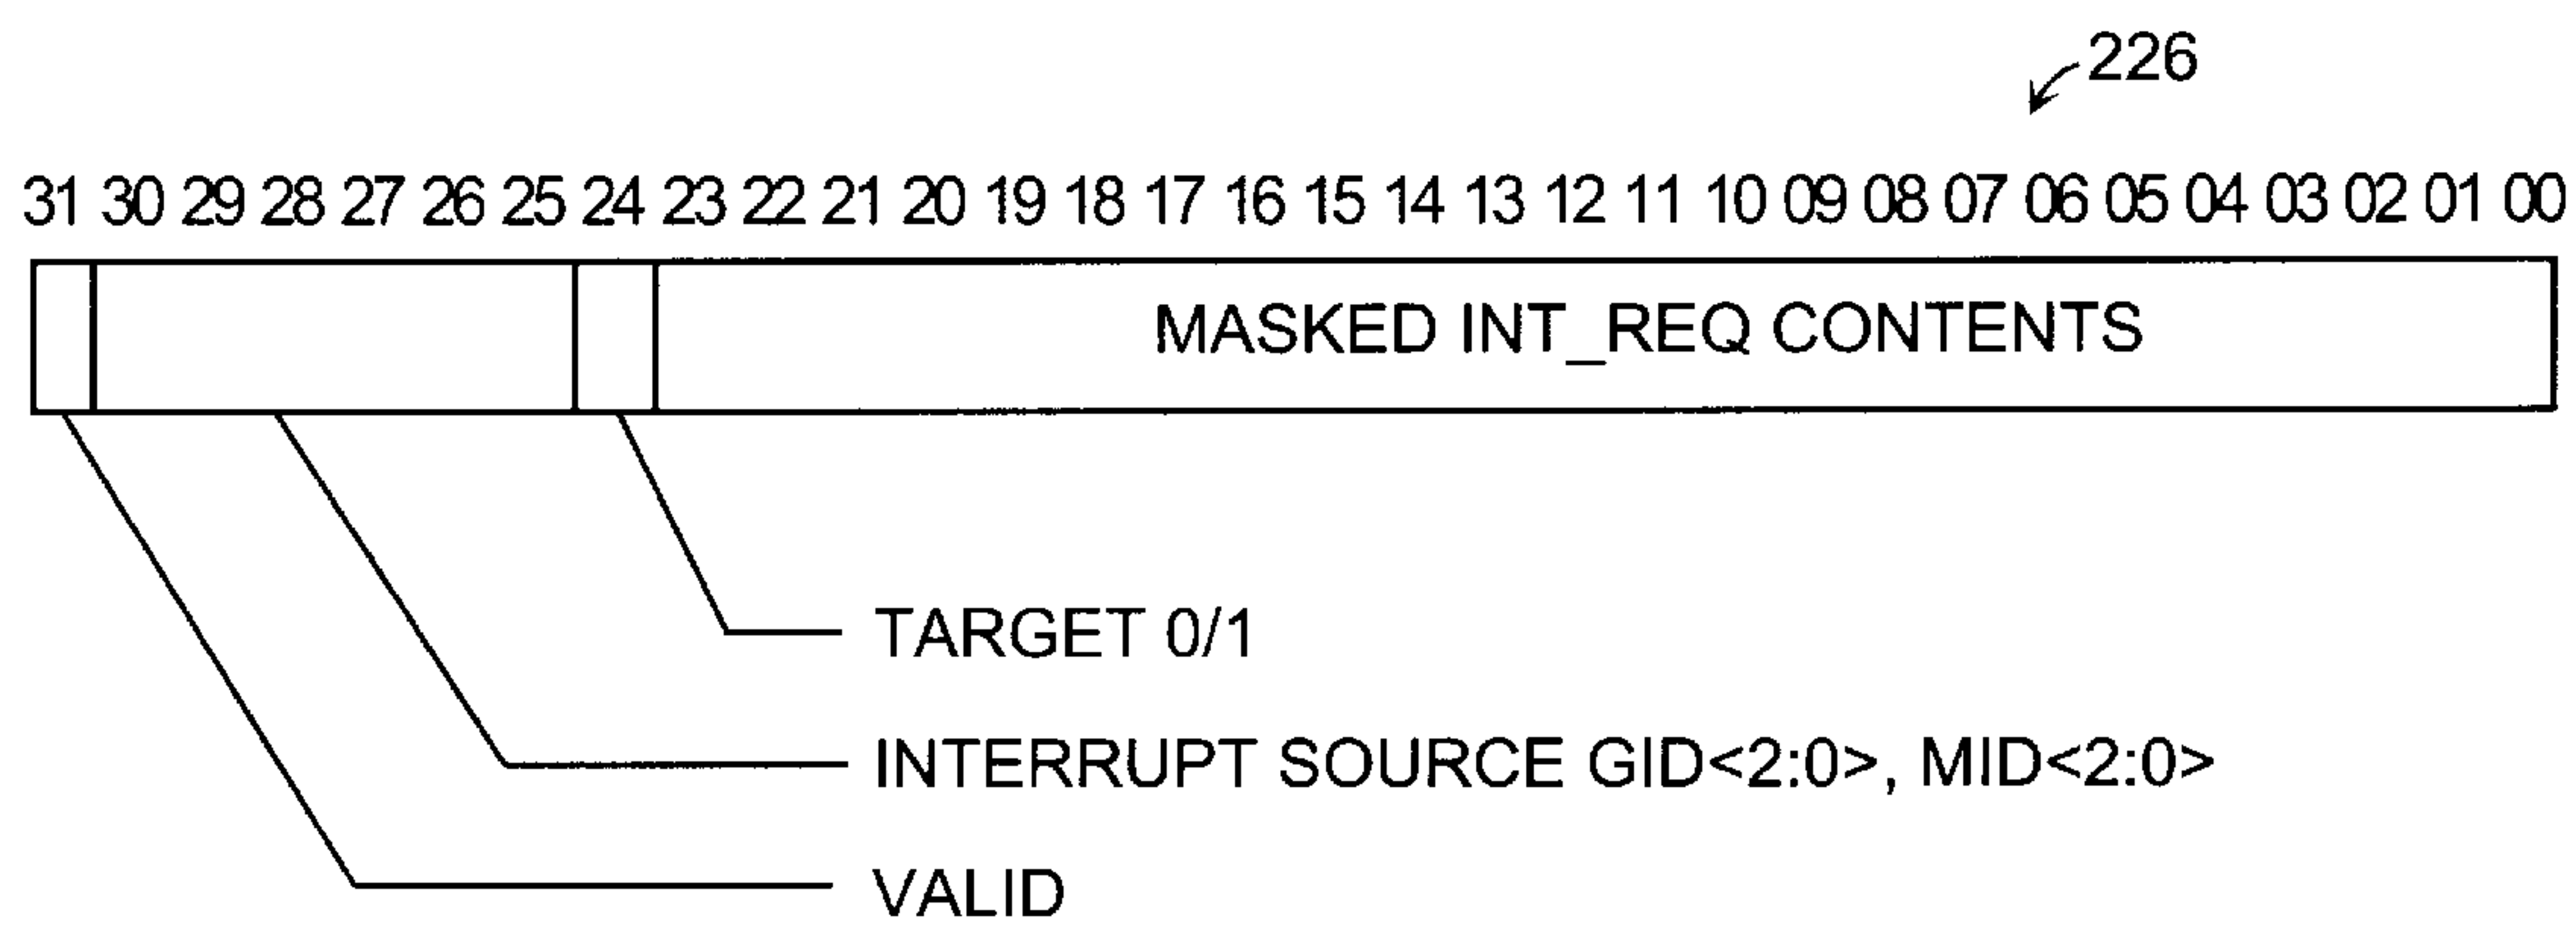 226
31 30 29 28 27 26 25 24 23 22 21 20 19 18 17 16 15 14 13 12 11 10 09 08 07 06 05 04 03 02 01 00
MASKED INT_REQ CONTENTS
TARGET 0/1
INTERRUPT SOURCE GID<2:0>, MID<2:0>
VALID